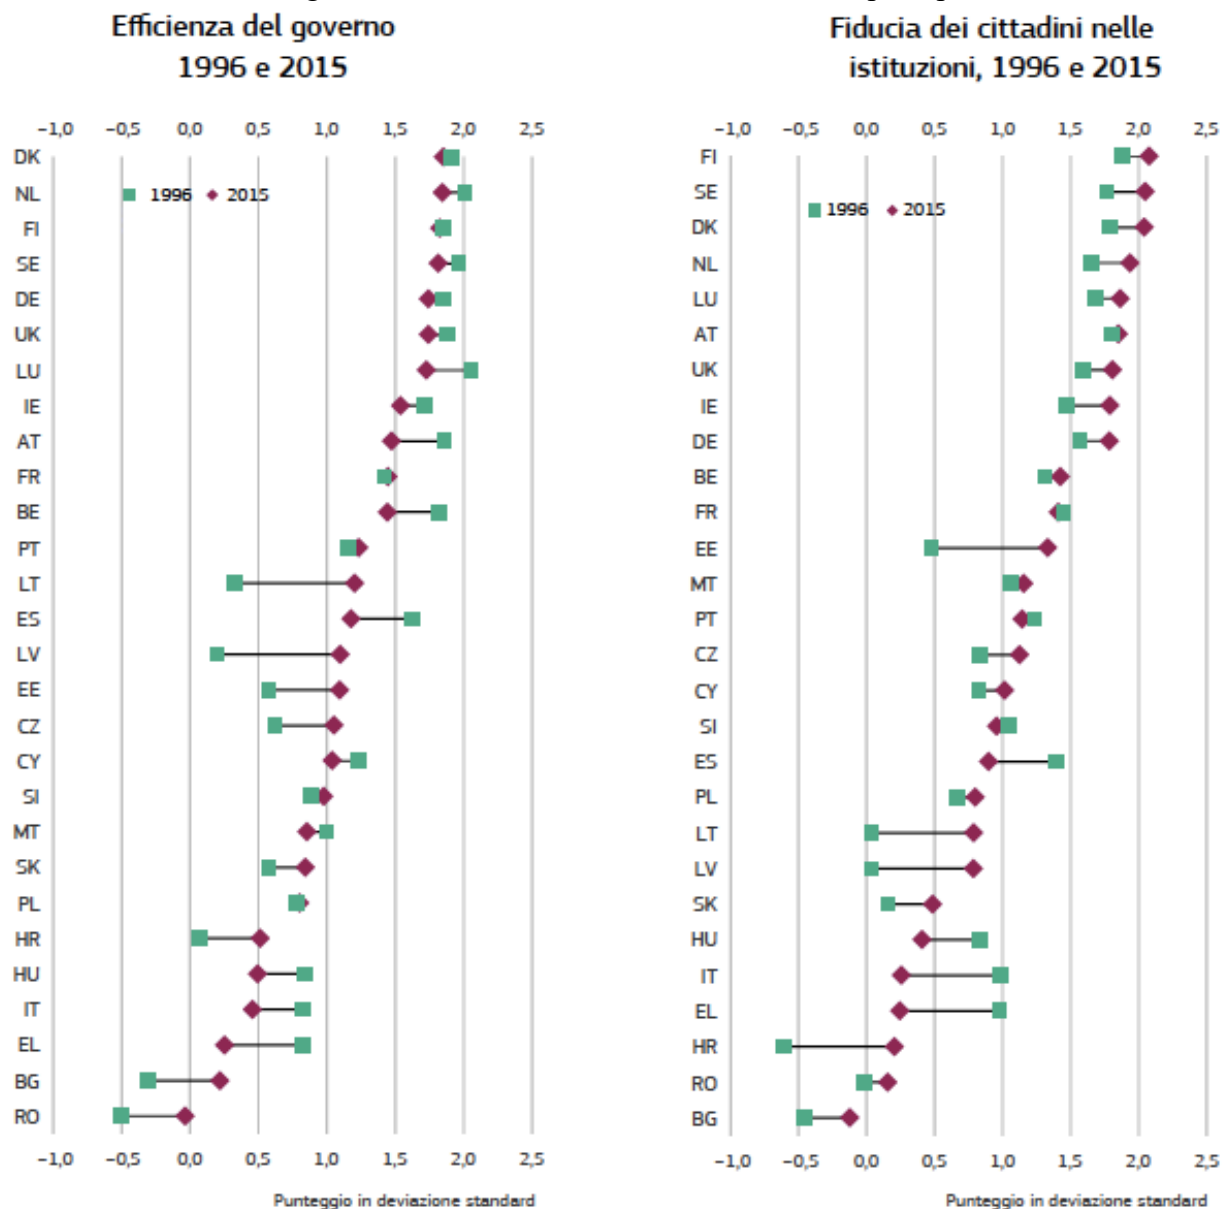 Efficienza del governo
1996 e 2015
−1,0 −0,5 0,0 0,5 1,0 1,5 2,0 2,5
1996 2015
DK
NL
FI
SE
DE
UK
LU
IE
AT
FR
BE
PT
LT
ES
LV
EE
CZ
CY
SI
MT
SK
PL
HR
HU
IT
EL
BG
RO
−1,0 −0,5 0,0 0,5 1,0 1,5 2,0 2,5
Punteggio in deviazione standard
Fiducia dei cittadini nelle
istituzioni, 1996 e 2015
−1,0 −0,5 0,0 0,5 1,0 1,5 2,0 2,5
1996 2015
FI
SE
DK
NL
LU
AT
UK
IE
DE
BE
FR
EE
MT
PT
CZ
CY
SI
ES
PL
LT
LV
SK
HU
IT
EL
HR
RO
BG
−1,0 −0,5 0,0 0,5 1,0 1,5 2,0 2,5
Punteggio in deviazione standard